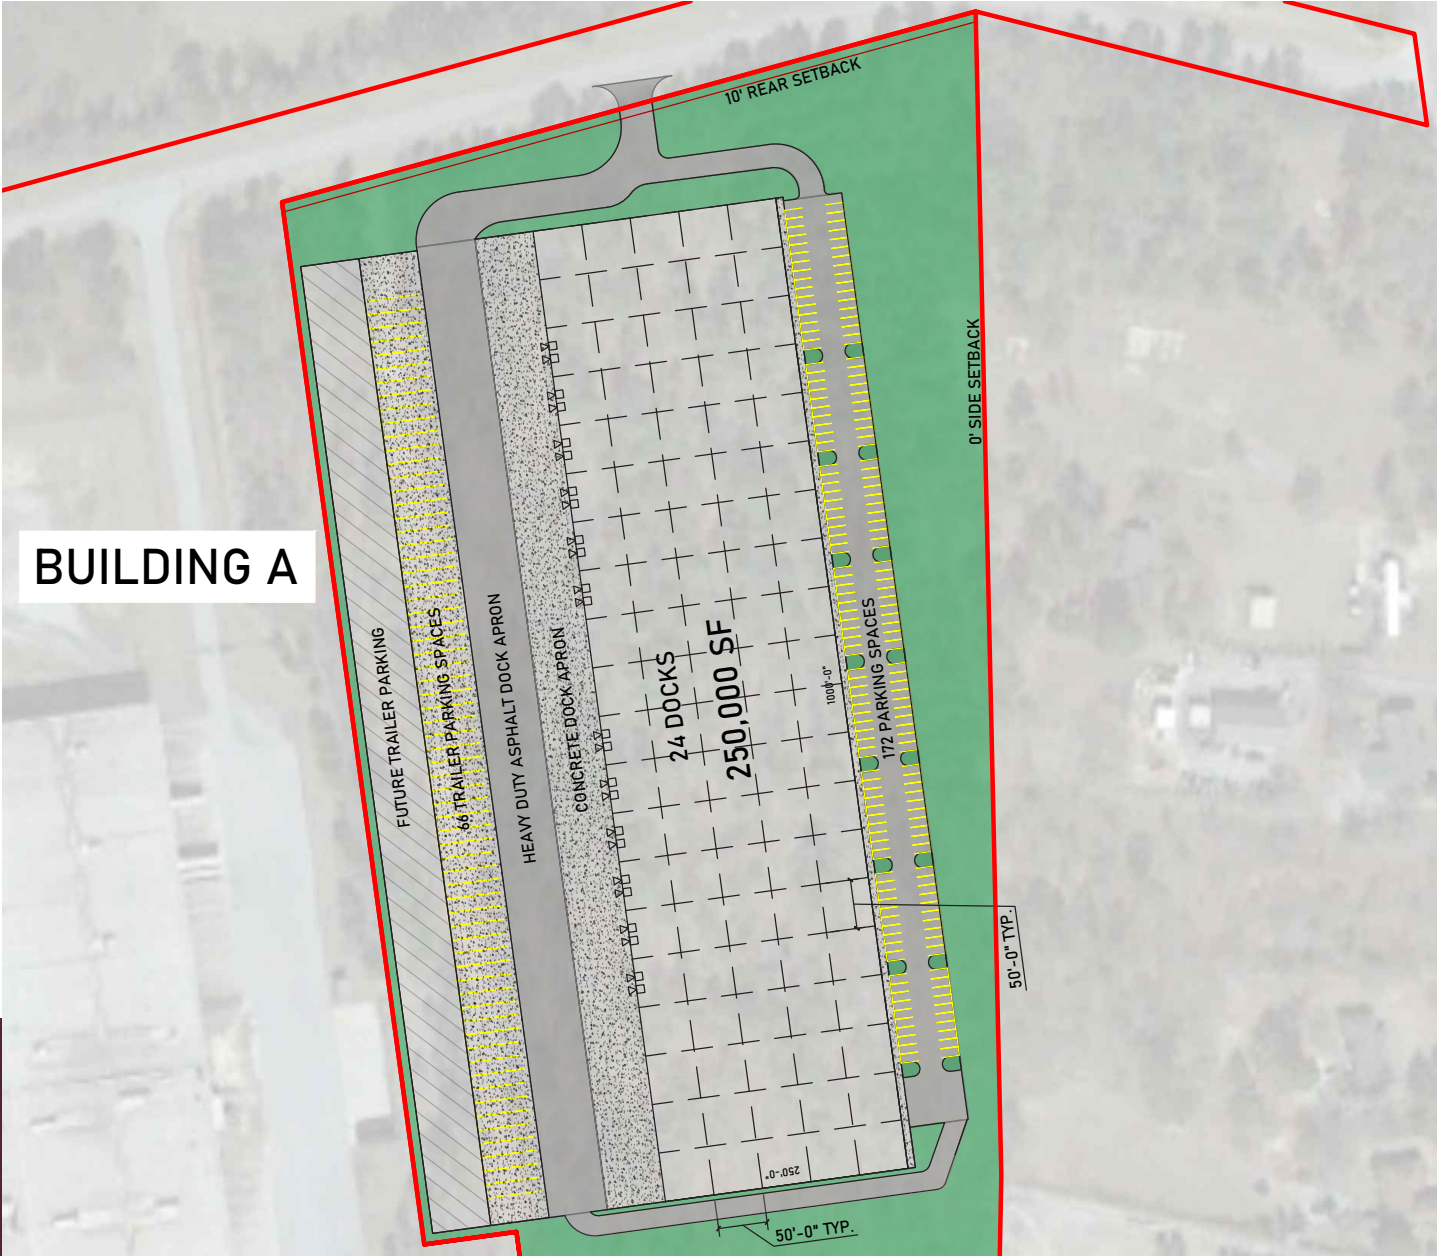 10' REAR SETBACK
0' SIDE SETBACK
BUILDING A
FUTURE TRAILER PARKING
66 TRAILER PARKING SPACES
HEAVY DUTY ASPHALT DOCK APRON
CONCRETE DOCK APRON
24 DOCKS
250,000 SF
1000'-0"
172 PARKING SPACES
50'-0" TYP.
250'-0"
50'-0" TYP.